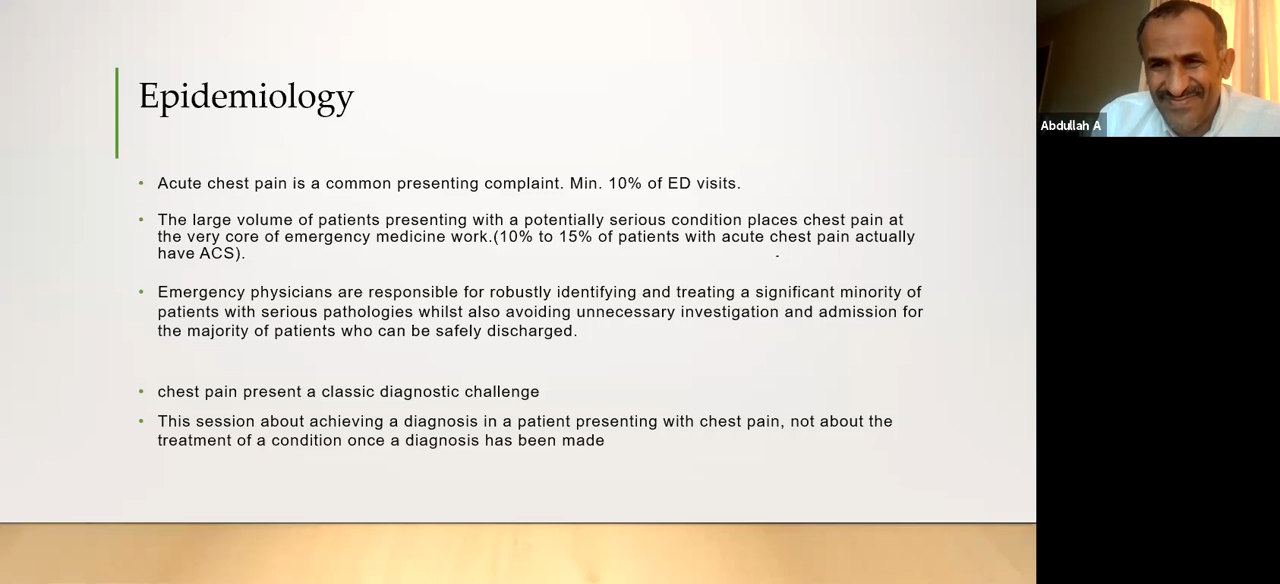 Epidemiology
• Acute chest pain is a common presenting complaint. Min. 10% of ED visits.
• The large volume of patients presenting with a potentially serious condition places chest pain at
the very core of emergency medicine work.(10% to 15% of patients with acute chest pain actually
have ACS).
• Emergency physicians are responsible for robustly identifying and treating a significant minority of
patients with serious pathologies whilst also avoiding unnecessary investigation and admission for
the majority of patients who can be safely discharged.
• chest pain present a classic diagnostic challenge
• This session about achieving a diagnosis in a patient presenting with chest pain, not about the
treatment of a condition once a diagnosis has been made
Abdullah A